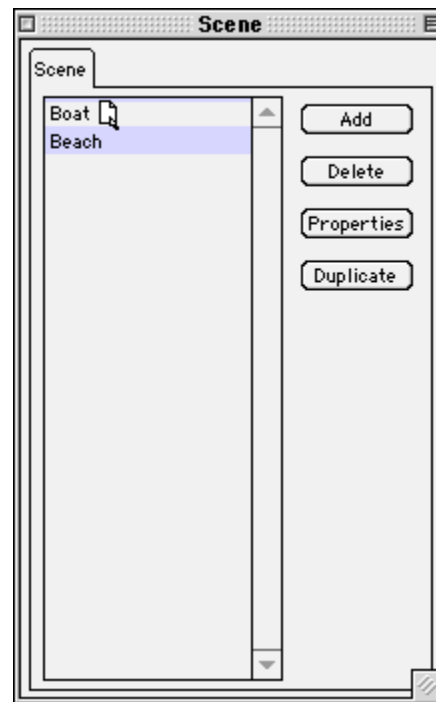 Scene
Scene
Boat
Beach
Add
Delete
Properties
Duplicate